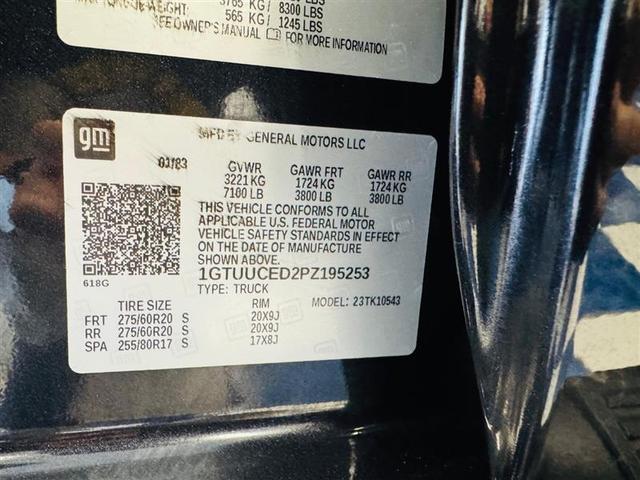 8300 LBS
565 KG / 1245 LBS
SEE OWNER'S MANUAL FOR MORE INFORMATION
gm
MFD BY GENERAL MOTORS LLC
GVWR GAWR FRT GAWR RR
3221 KG 1724 KG 1724 KG
7100 LB 3800 LB 3800 LB
THIS VEHICLE CONFORMS TO ALL
APPLICABLE U.S. FEDERAL MOTOR
VEHICLE SAFETY STANDARDS IN EFFECT
ON THE DATE OF MANUFACTURE
SHOWN ABOVE.
1GTUUCED2PZ195253
618G
TYPE: TRUCK
TIRE SIZE RIM MODEL: 23TK10543
FRT 275/60R20 S 20X9J
RR 275/60R20 S 20X9J
SPA 255/80R17 S 17X8J